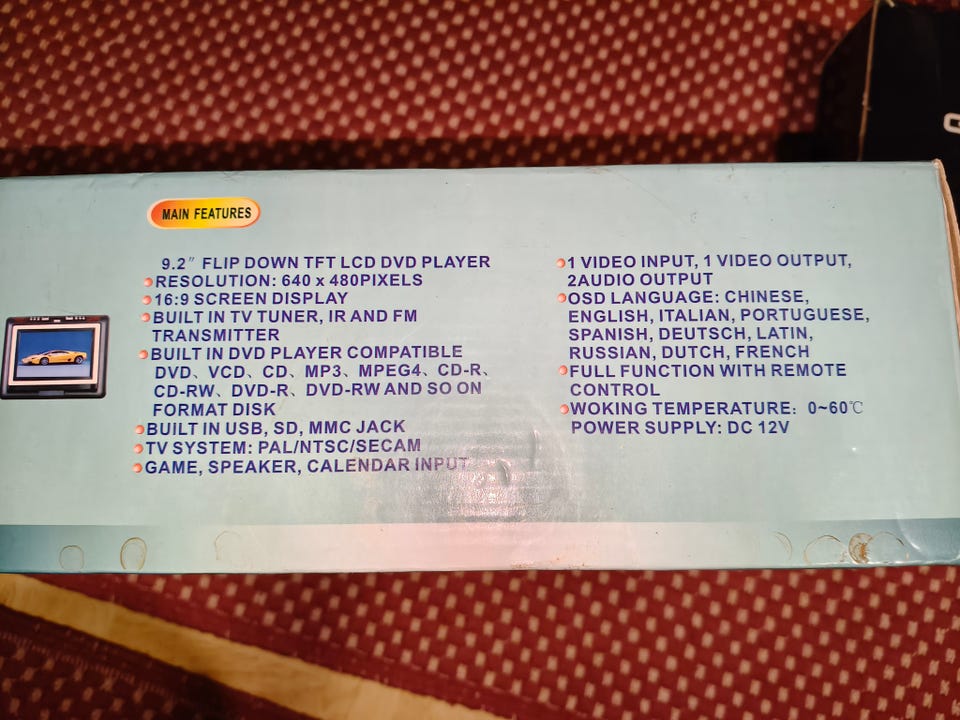 MAIN FEATURES
9.2" FLIP DOWN TFT LCD DVD PLAYER
RESOLUTION: 640 x 480PIXELS
16:9 SCREEN DISPLAY
BUILT IN TV TUNER, IR AND FM
TRANSMITTER
BUILT IN DVD PLAYER COMPATIBLE
DVD、VCD、CD、MP3、MPEG4、CD-R、
CD-RW、DVD-R、DVD-RW AND SO ON
FORMAT DISK
BUILT IN USB, SD, MMC JACK
TV SYSTEM: PAL/NTSC/SECAM
GAME, SPEAKER, CALENDAR INPUT
1 VIDEO INPUT, 1 VIDEO OUTPUT,
2AUDIO OUTPUT
OSD LANGUAGE: CHINESE,
ENGLISH, ITALIAN, PORTUGUESE,
SPANISH, DEUTSCH, LATIN,
RUSSIAN, DUTCH, FRENCH
FULL FUNCTION WITH REMOTE
CONTROL
WOKING TEMPERATURE: 0~60℃
POWER SUPPLY: DC 12V